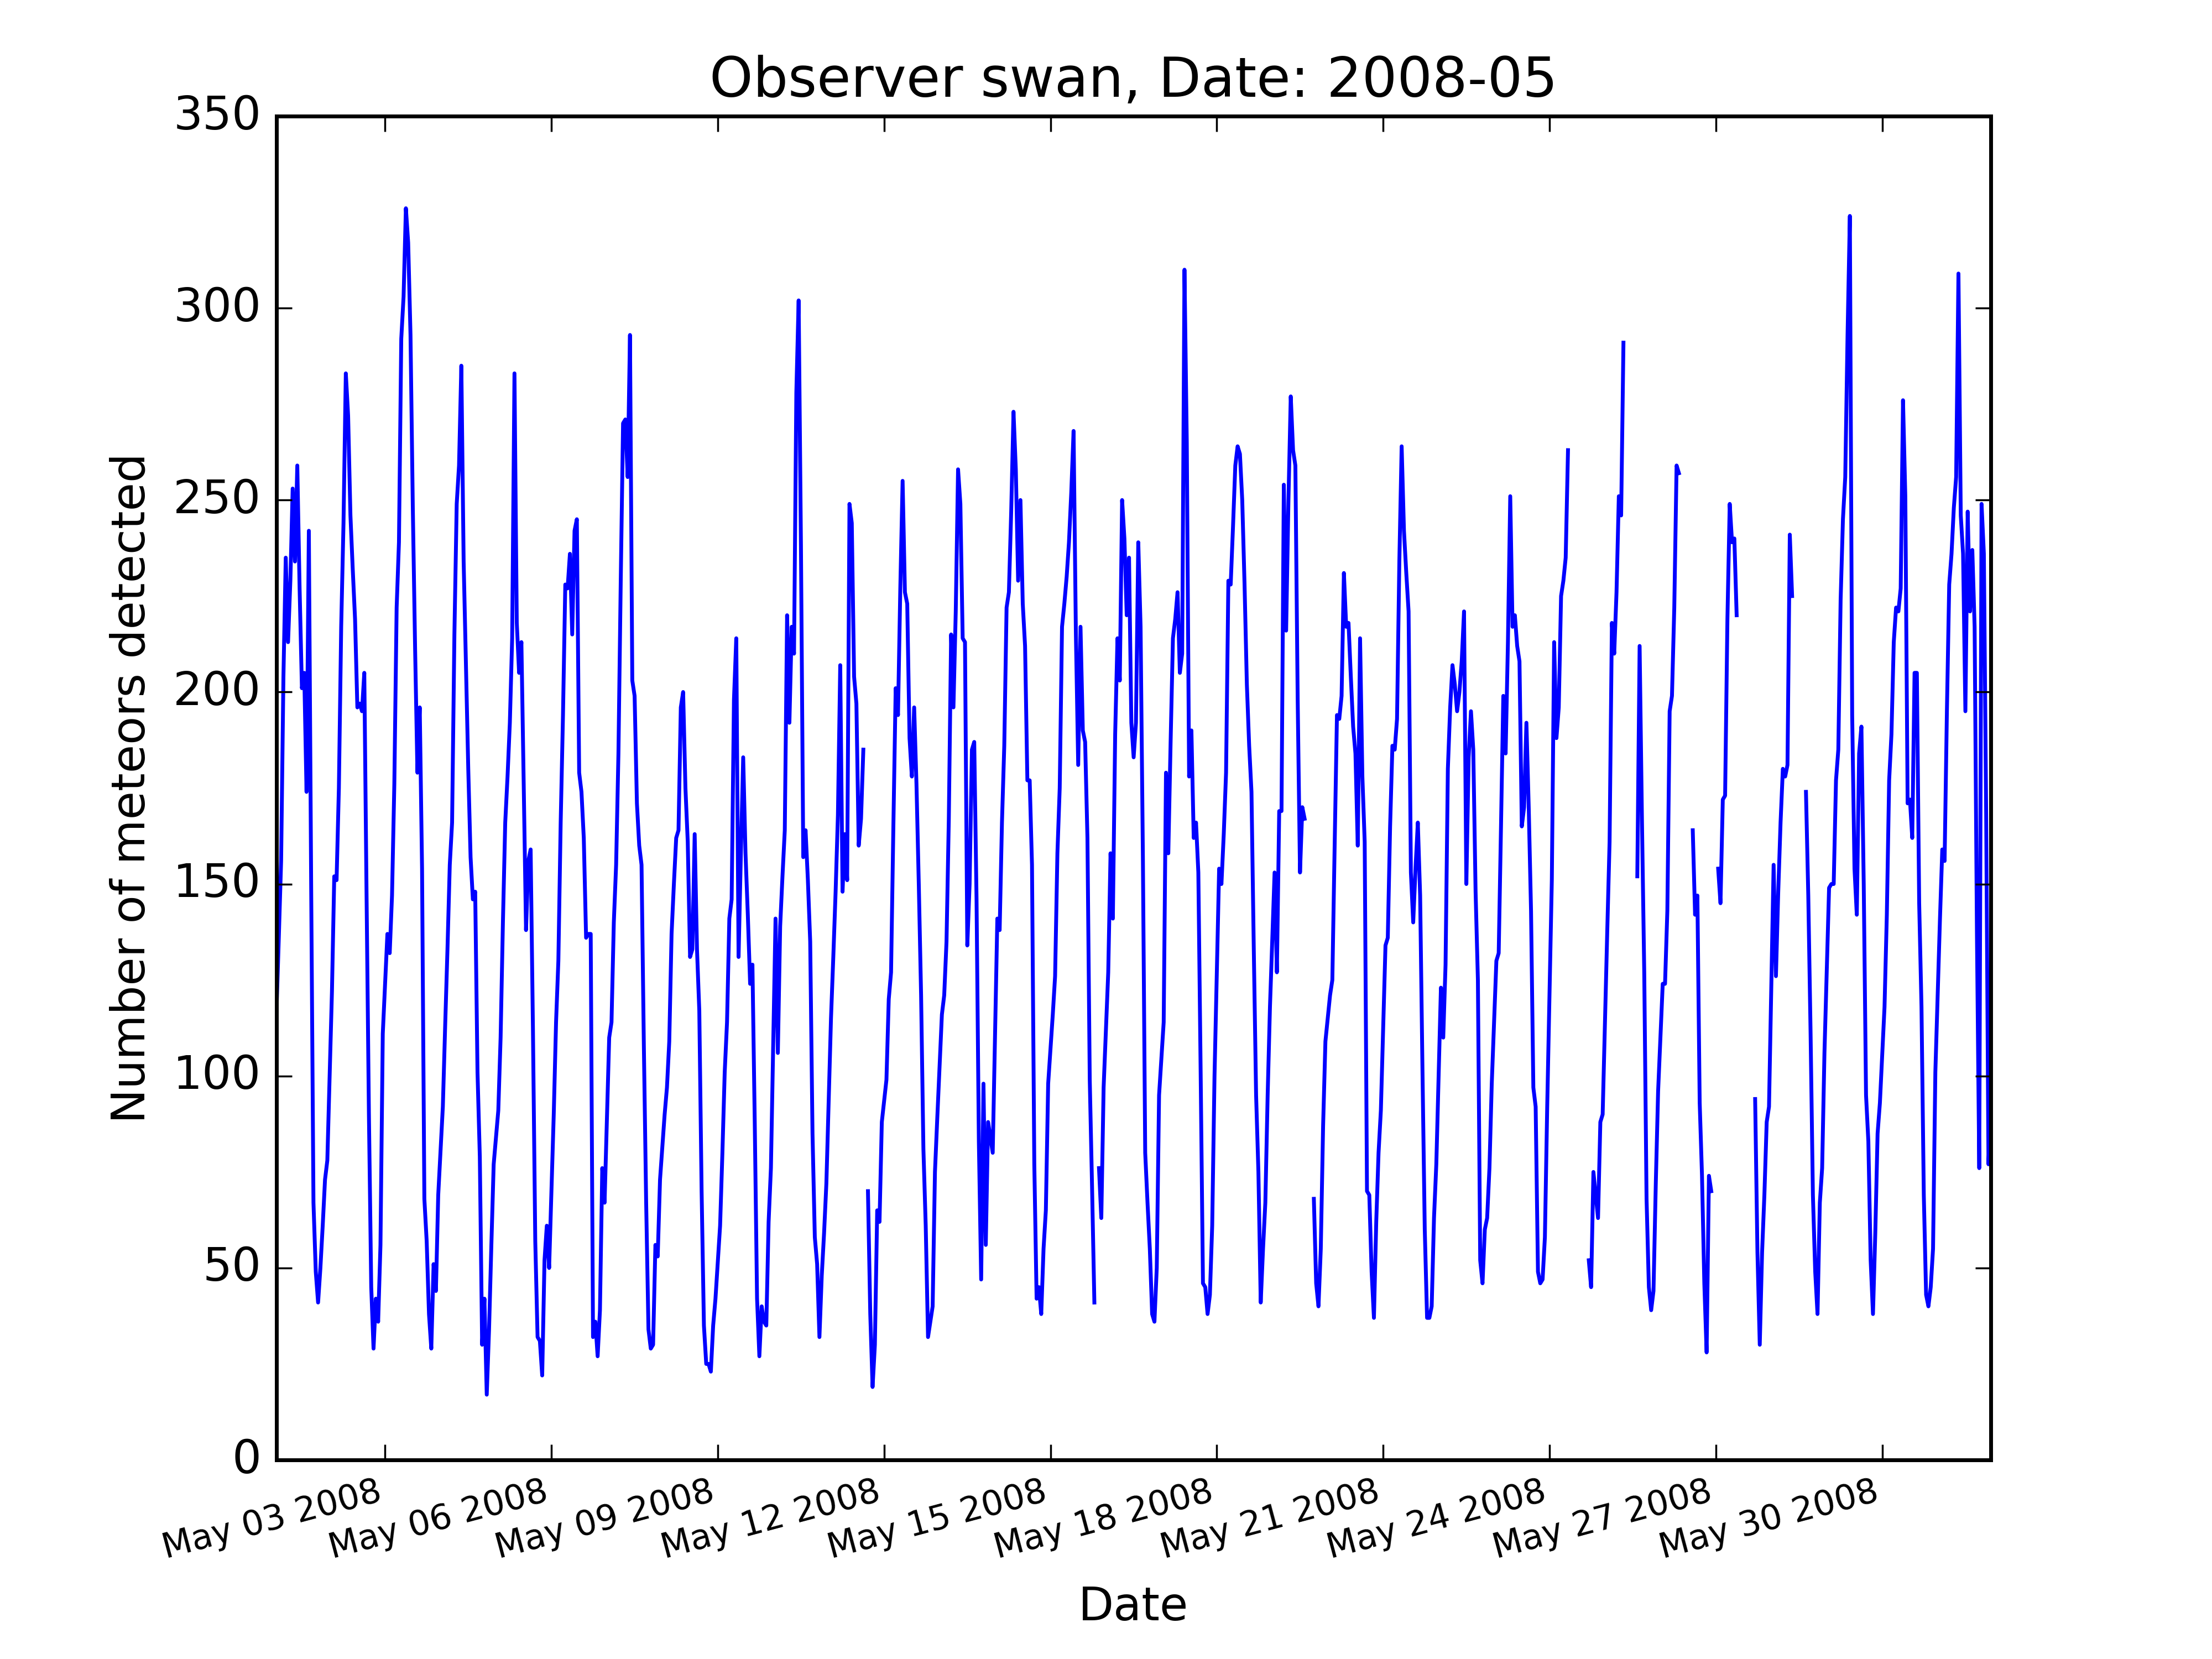 Observer swan, Date: 2008-05
Number of meteors detected
350
300
250
200
150
100
50
0
May 03 2008
May 06 2008
May 09 2008
May 12 2008
May 15 2008
May 18 2008
May 21 2008
May 24 2008
May 27 2008
May 30 2008
Date